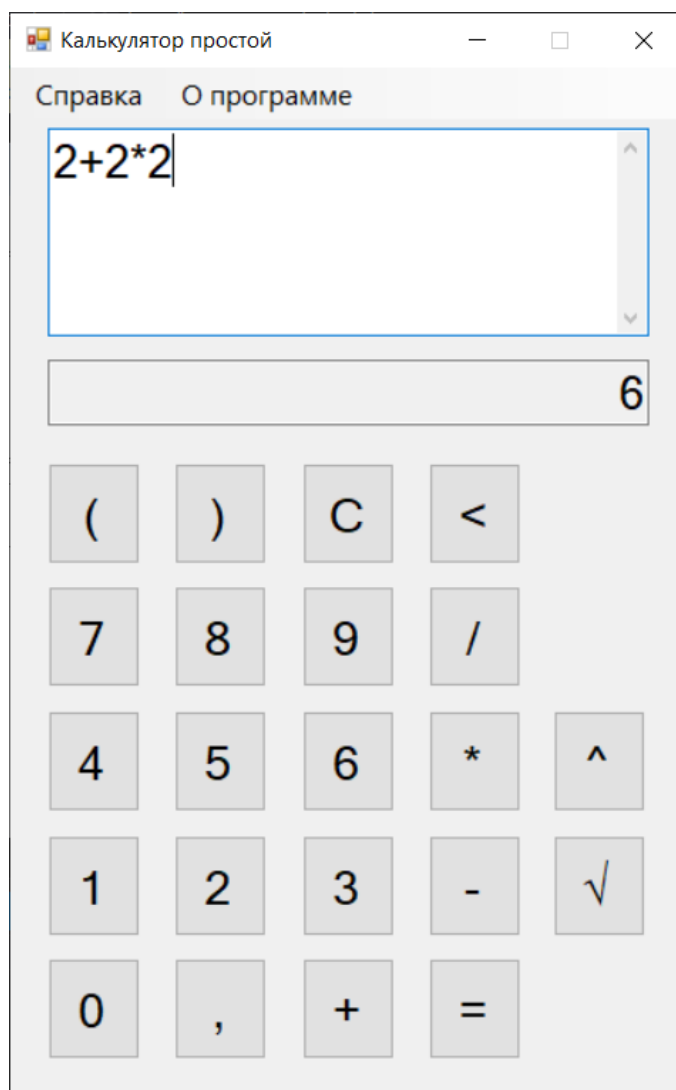 Калькулятор простой
Справка О программе
2+2*2
6
( ) C <
7 8 9 /
4 5 6 * ^
1 2 3 - √
0 , + =